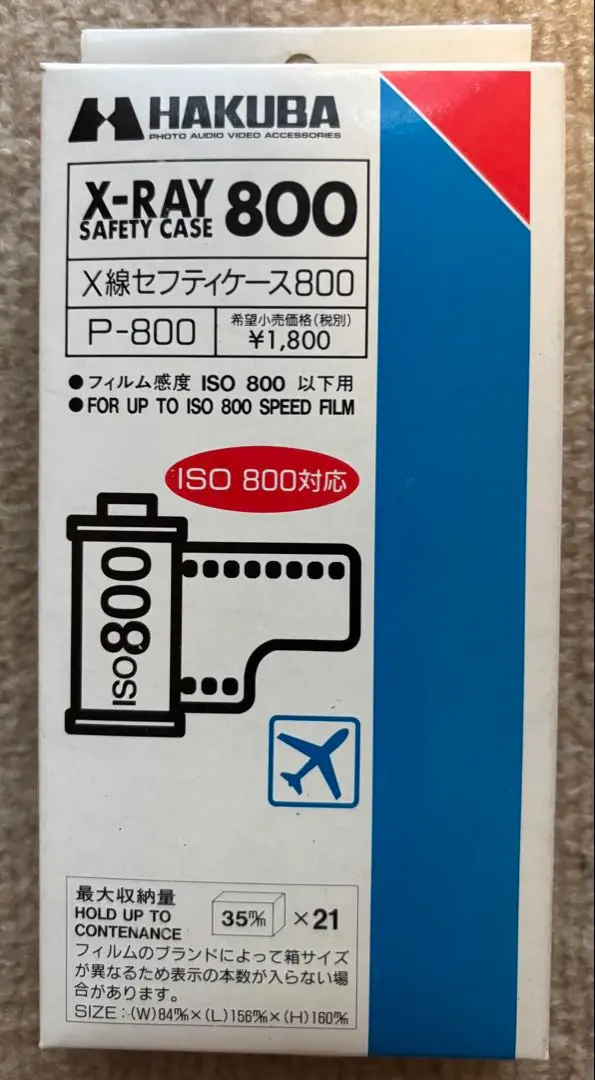 HAKUBA
PHOTO AUDIO VIDEO ACCESSORIES
X-RAY
SAFETY CASE
800
X線セフティケース800
P-800
希望小売価格(税別)
¥1,800
●フィルム感度 ISO 800 以下用
●FOR UP TO ISO 800 SPEED FILM
ISO 800対応
ISO800
最大収納量
HOLD UP TO
CONTENANCE
35m/m ×21
フィルムのブランドによって箱サイズ
が異なるため表示の本数が入らない場
合があります。
SIZE:(W)84m/m×(L)156m/m×(H)160m/m